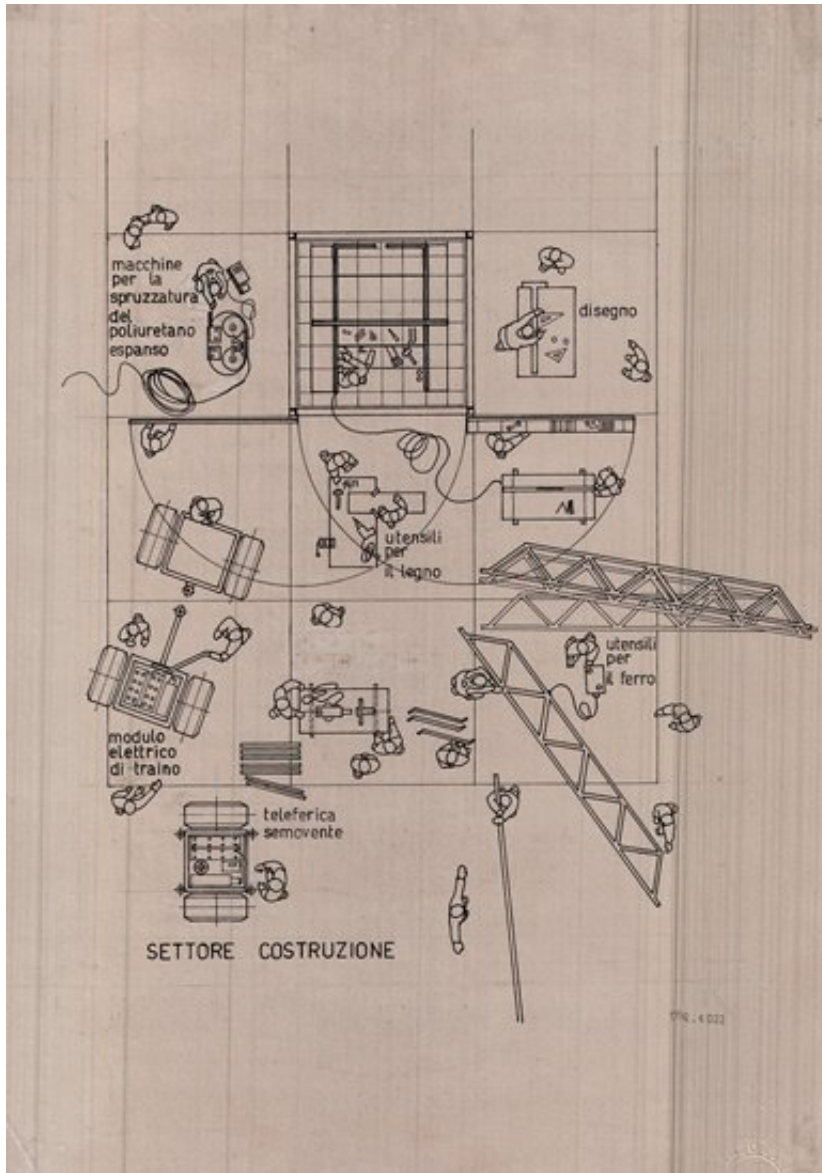 macchine
per la
spruzzatura
del
poliuretano
espanso
disegno
utensili
per
il legno
utensili
per
il ferro
modulo
elettrico
di traino
teleferica
semovente
SETTORE COSTRUZIONE